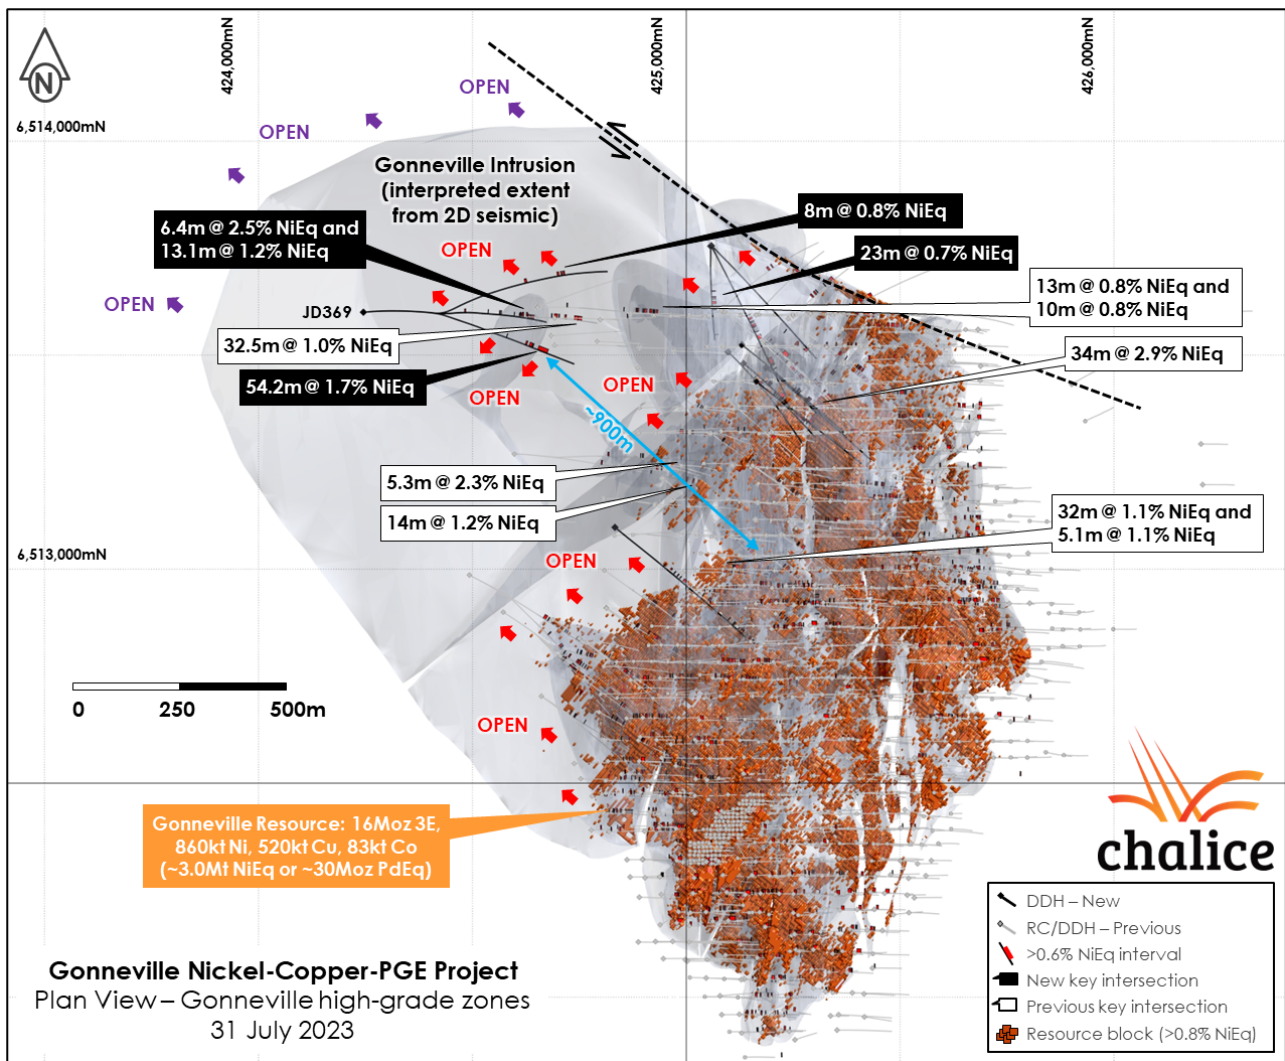 424,000mN
425,000mN
426,000mN
N
6,514,000mN
OPEN
OPEN
Gonneville Intrusion
(interpreted extent
from 2D seismic)
8m @ 0.8% NiEq
6.4m @ 2.5% NiEq and
13.1m @ 1.2% NiEq
OPEN
23m @ 0.7% NiEq
13m @ 0.8% NiEq and
10m @ 0.8% NiEq
OPEN
JD369
32.5m @ 1.0% NiEq
34m @ 2.9% NiEq
54.2m @ 1.7% NiEq
OPEN
OPEN
~900m
5.3m @ 2.3% NiEq
14m @ 1.2% NiEq
32m @ 1.1% NiEq and
5.1m @ 1.1% NiEq
6,513,000mN
OPEN
0 250 500m
OPEN
Gonneville Resource: 16Moz 3E,
860kt Ni, 520kt Cu, 83kt Co
(~3.0Mt NiEq or ~30Moz PdEq)
chalice
DDH – New
RC/DDH – Previous
>0.6% NiEq interval
New key intersection
Previous key intersection
Resource block (>0.8% NiEq)
Gonneville Nickel-Copper-PGE Project
Plan View – Gonneville high-grade zones
31 July 2023